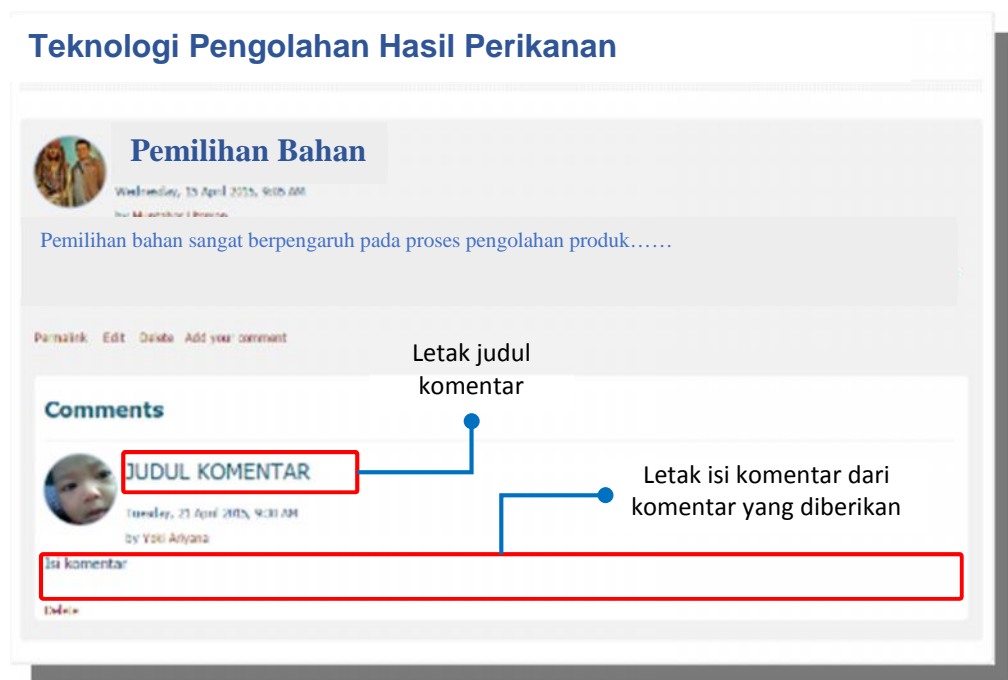 Teknologi Pengolahan Hasil Perikanan
Pemilihan Bahan
Wednesday, 15 April 2015, 9:05 AM
by
Pemilihan bahan sangat berpengaruh pada proses pengolahan produk……
Permalink Edit Delete Add your comment
Letak judul
komentar
Comments
JUDUL KOMENTAR
Tuesday, 21 April 2015, 9:30 AM
by Yoki Ariyana
Letak isi komentar dari
komentar yang diberikan
Isi komentar
Delete